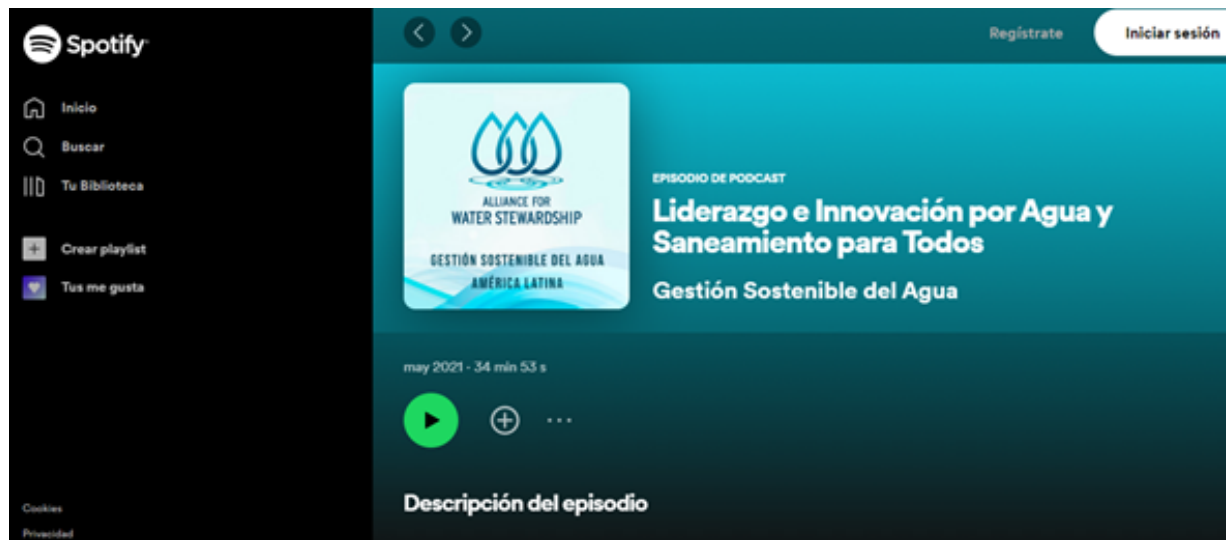 Spotify
Inicio
Buscar
Tu Biblioteca
Crear playlist
Tus me gusta
Cookies
Privacidad
Regístrate
Iniciar sesión
ALLIANCE FOR
WATER STEWARDSHIP
GESTIÓN SOSTENIBLE DEL AGUA
AMÉRICA LATINA
EPISODIO DE PODCAST
Liderazgo e Innovación por Agua y
Saneamiento para Todos
Gestión Sostenible del Agua
may 2021 · 34 min 53 s
Descripción del episodio